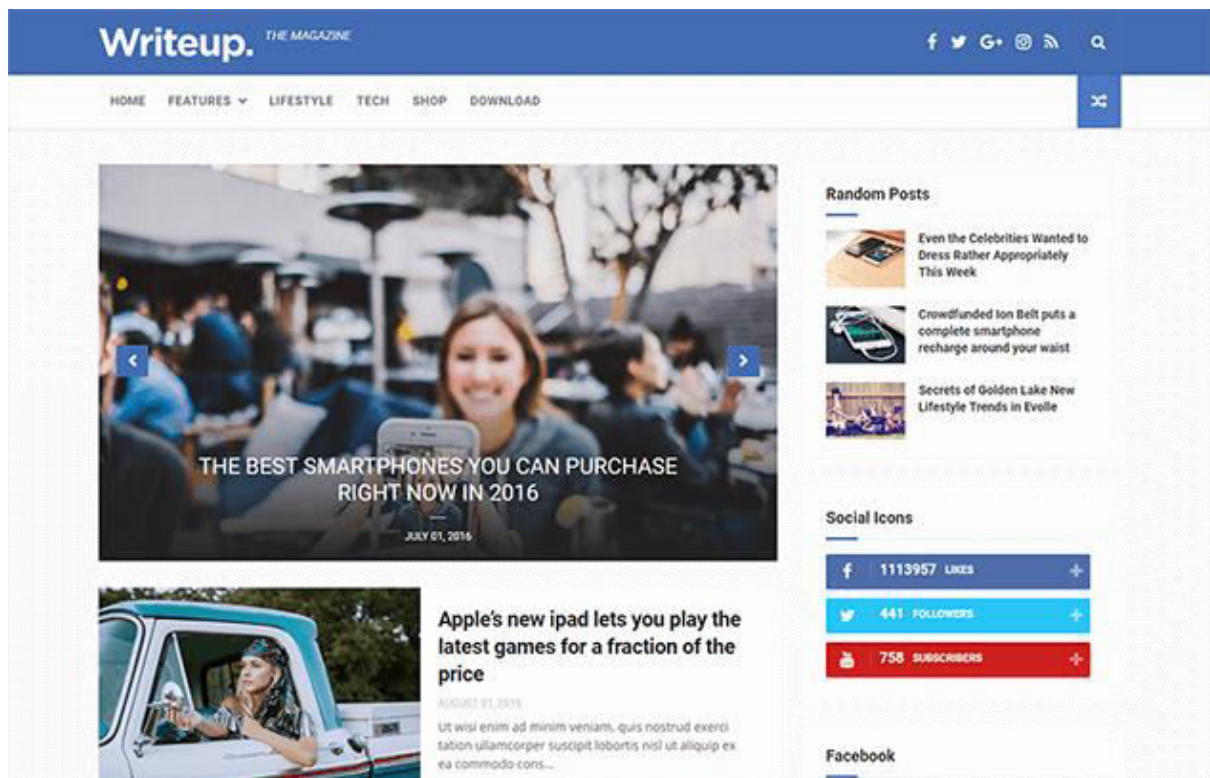 Writeup. THE MAGAZINE
HOME FEATURES LIFESTYLE TECH SHOP DOWNLOAD
THE BEST SMARTPHONES YOU CAN PURCHASE
RIGHT NOW IN 2016
JULY 01, 2016
Apple's new ipad lets you play the
latest games for a fraction of the
price
AUGUST 01, 2016
Ut wisi enim ad minim veniam, quis nostrud exerci
tation ullamcorper suscipit lobortis nisl ut aliquip ex
ea commodo cons...
Random Posts
Even the Celebrities Wanted to
Dress Rather Appropriately
This Week
Crowdfunded Ion Belt puts a
complete smartphone
recharge around your waist
Secrets of Golden Lake New
Lifestyle Trends in Evolle
Social Icons
1113957 LIKES
441 FOLLOWERS
758 SUBSCRIBERS
Facebook